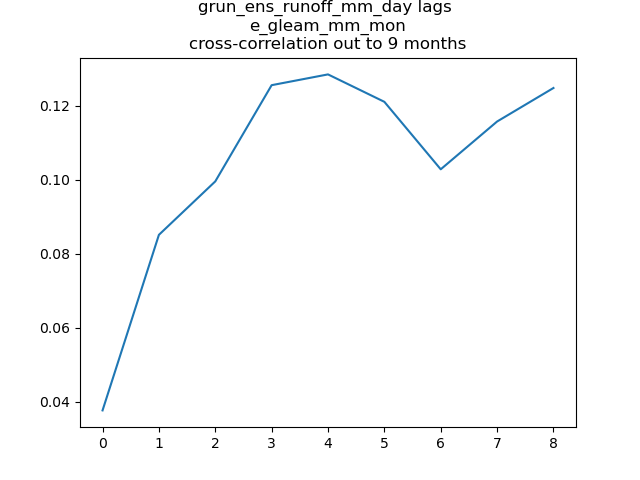 grun_ens_runoff_mm_day lags
e_gleam_mm_mon
cross-correlation out to 9 months
0.12
0.10
0.08
0.06
0.04
0 1 2 3 4 5 6 7 8